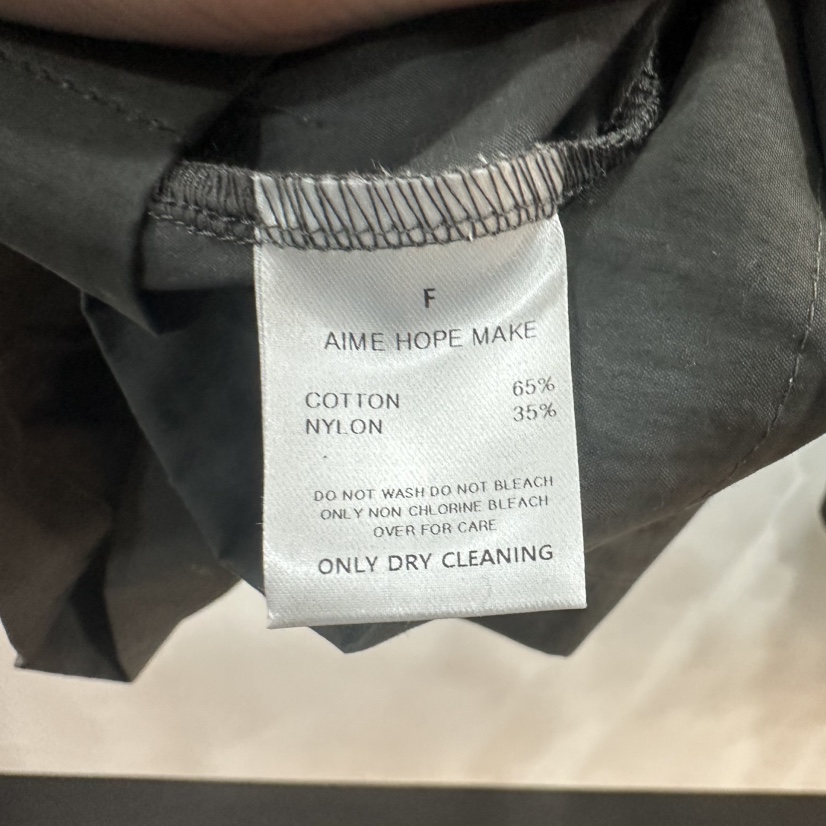 F
AIME HOPE MAKE
COTTON 65%
NYLON 35%
DO NOT WASH DO NOT BLEACH
ONLY NON CHLORINE BLEACH
OVER FOR CARE
ONLY DRY CLEANING